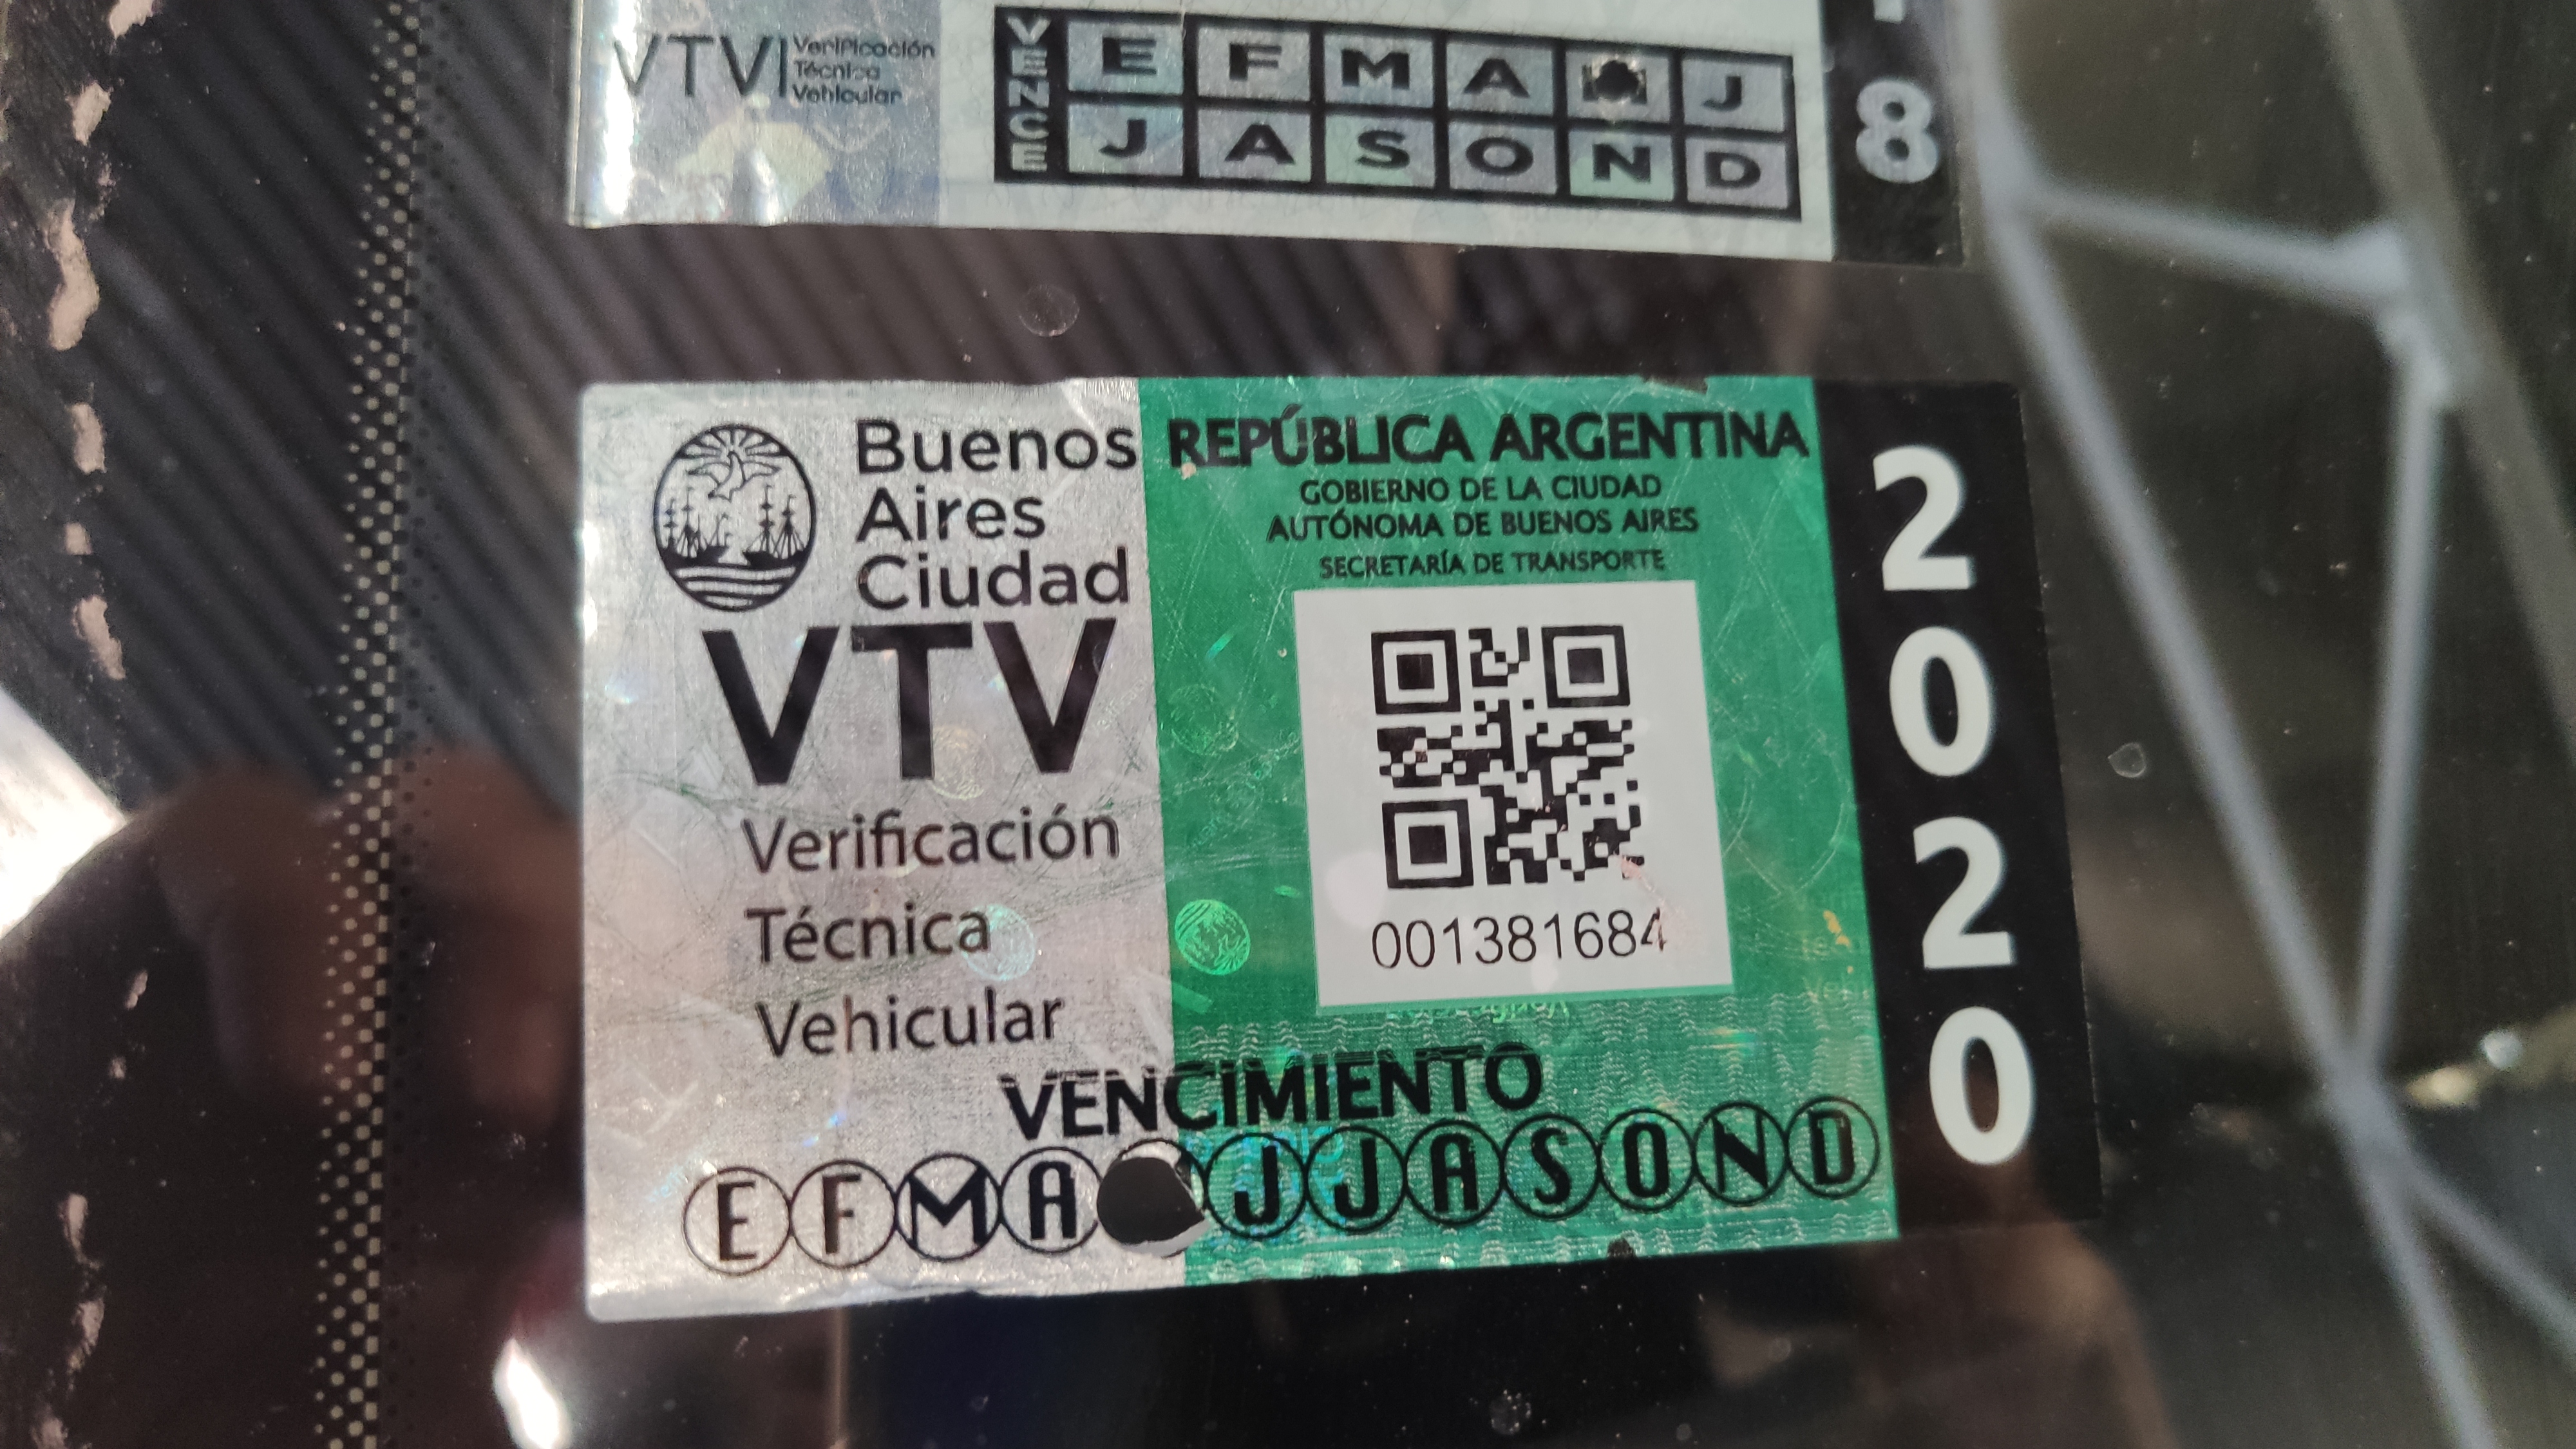 VTV
Verificación
Técnica
Vehicular
VENCE
E F M A M J
J A S O N D
8
Buenos
Aires
Ciudad
VTV
Verificación
Técnica
Vehicular
REPÚBLICA ARGENTINA
GOBIERNO DE LA CIUDAD
AUTÓNOMA DE BUENOS AIRES
SECRETARÍA DE TRANSPORTE
001381684
VENCIMIENTO
E F M A J J A S O N D
2020